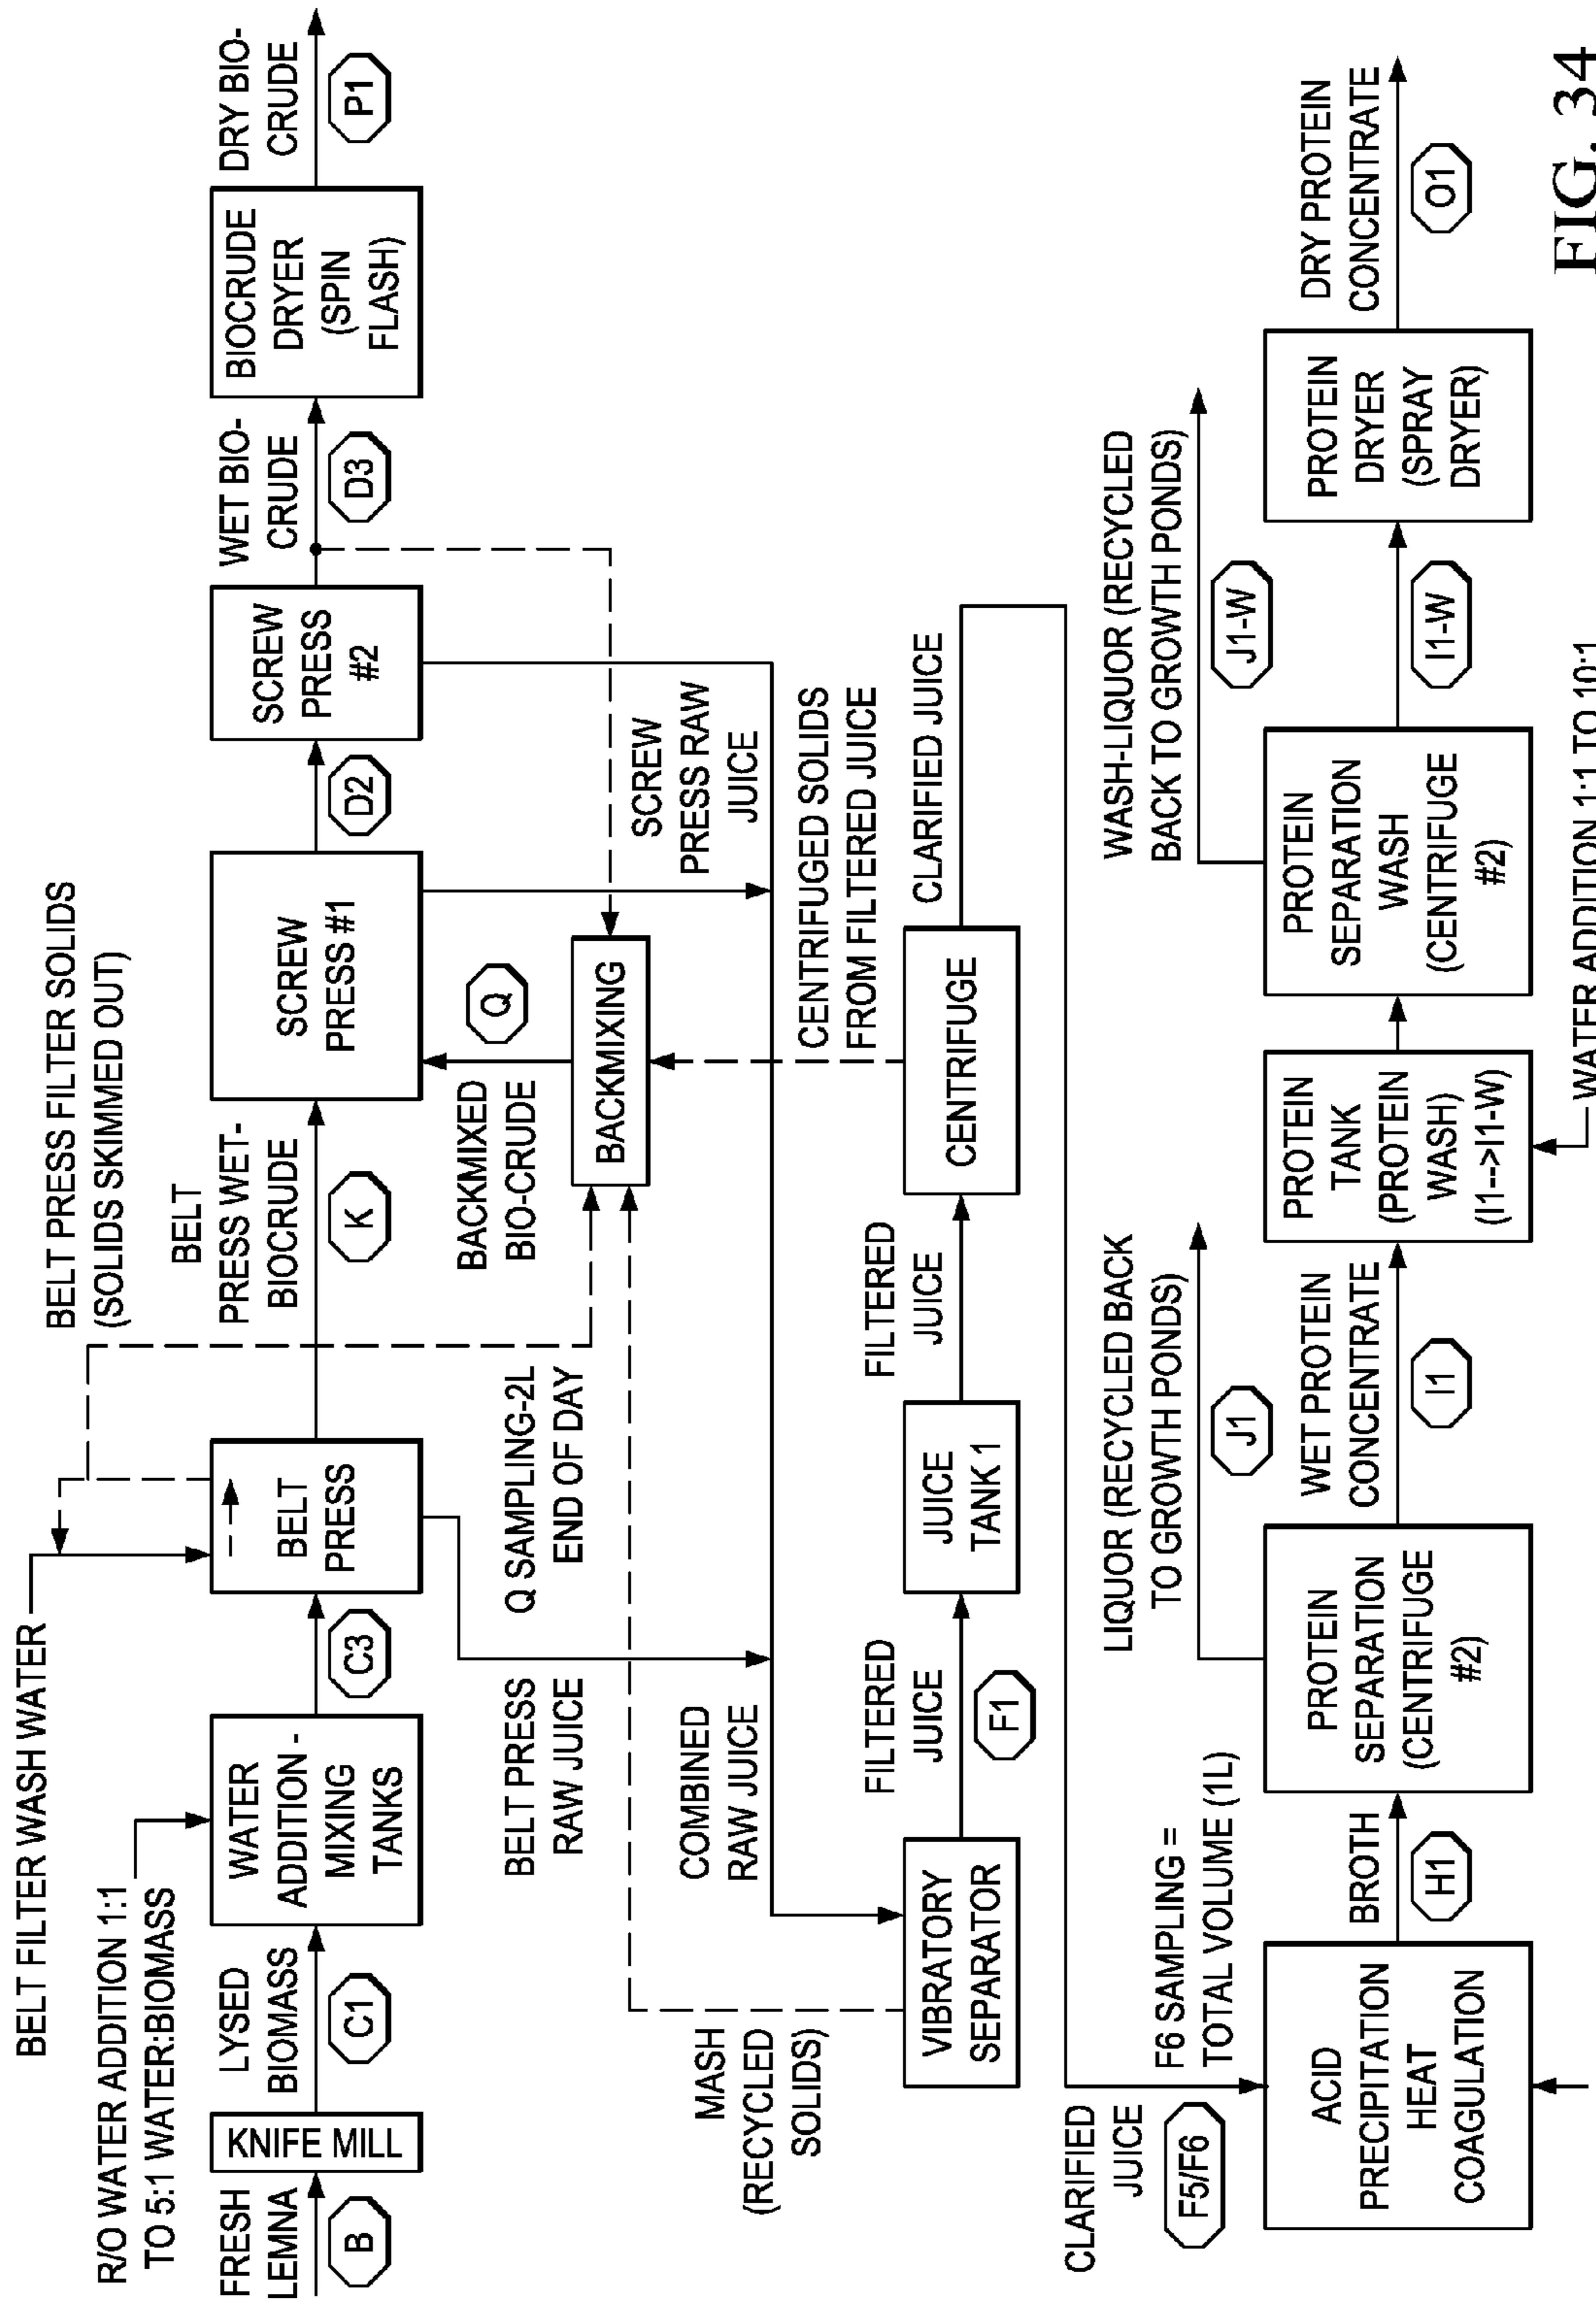 BELT FILTER WASH WATER
BELT PRESS FILTER SOLIDS
(SOLIDS SKIMMED OUT)
R/O WATER ADDITION 1:1
TO 5:1 WATER:BIOMASS
FRESH
LEMNA
B
KNIFE MILL
LYSED
BIOMASS
C1
WATER
ADDITION -
MIXING
TANKS
C3
BELT
PRESS
BELT
PRESS WET-
BIOCRUDE
K
SCREW
PRESS #1
D2
SCREW
PRESS
#2
WET BIO-
CRUDE
D3
BIOCRUDE
DRYER
(SPIN
FLASH)
DRY BIO-
CRUDE
P1
BELT PRESS
RAW JUICE
Q SAMPLING-2L
END OF DAY
BACKMIXED
BIO-CRUDE
Q
BACKMIXING
SCREW
PRESS RAW
JUICE
MASH
(RECYCLED
SOLIDS)
COMBINED
RAW JUICE
CENTRIFUGED SOLIDS
FROM FILTERED JUICE
VIBRATORY
SEPARATOR
FILTERED
JUICE
F1
JUICE
TANK 1
FILTERED
JUICE
CENTRIFUGE
CLARIFIED JUICE
CLARIFIED
JUICE
F5/F6
F6 SAMPLING =
TOTAL VOLUME (1L)
LIQUOR (RECYCLED BACK
TO GROWTH PONDS)
J1
WASH-LIQUOR (RECYCLED
BACK TO GROWTH PONDS)
J1-W
ACID
PRECIPITATION
HEAT
COAGULATION
BROTH
H1
PROTEIN
SEPARATION
(CENTRIFUGE
#2)
WET PROTEIN
CONCENTRATE
I1
PROTEIN
TANK
(PROTEIN
WASH)
(I1-->I1-W)
PROTEIN
SEPARATION
WASH
(CENTRIFUGE
#2)
I1-W
PROTEIN
DRYER
(SPRAY
DRYER)
DRY PROTEIN
CONCENTRATE
O1
WATER ADDITION 1:1 TO 10:1
FIG. 34